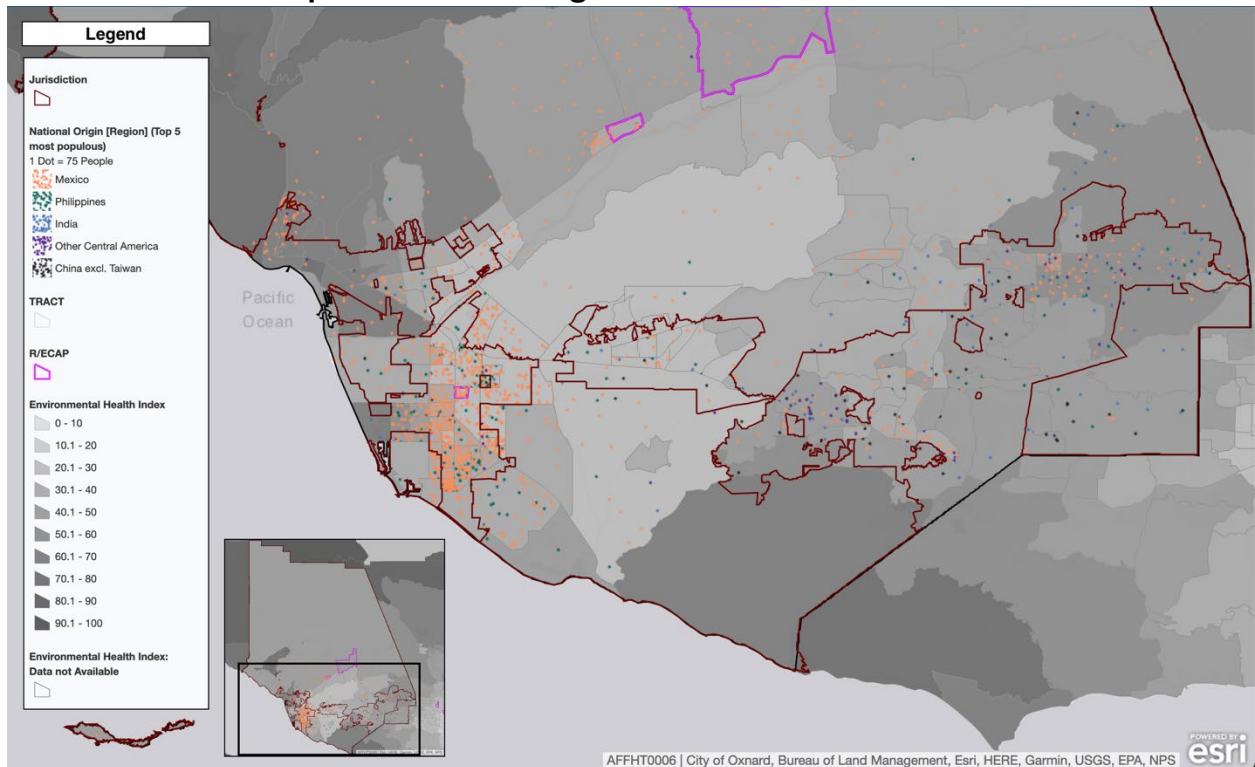 Legend
Jurisdiction
National Origin [Region] (Top 5
most populous)
1 Dot = 75 People
Mexico
Philippines
India
Other Central America
China excl. Taiwan
TRACT
R/ECAP
Environmental Health Index
0 - 10
10.1 - 20
20.1 - 30
30.1 - 40
40.1 - 50
50.1 - 60
60.1 - 70
70.1 - 80
80.1 - 90
90.1 - 100
Environmental Health Index:
Data not Available
Pacific
Ocean
AFFHT0006 | City of Oxnard, Bureau of Land Management, Esri, HERE, Garmin, USGS, EPA, NPS
POWERED BY
esri